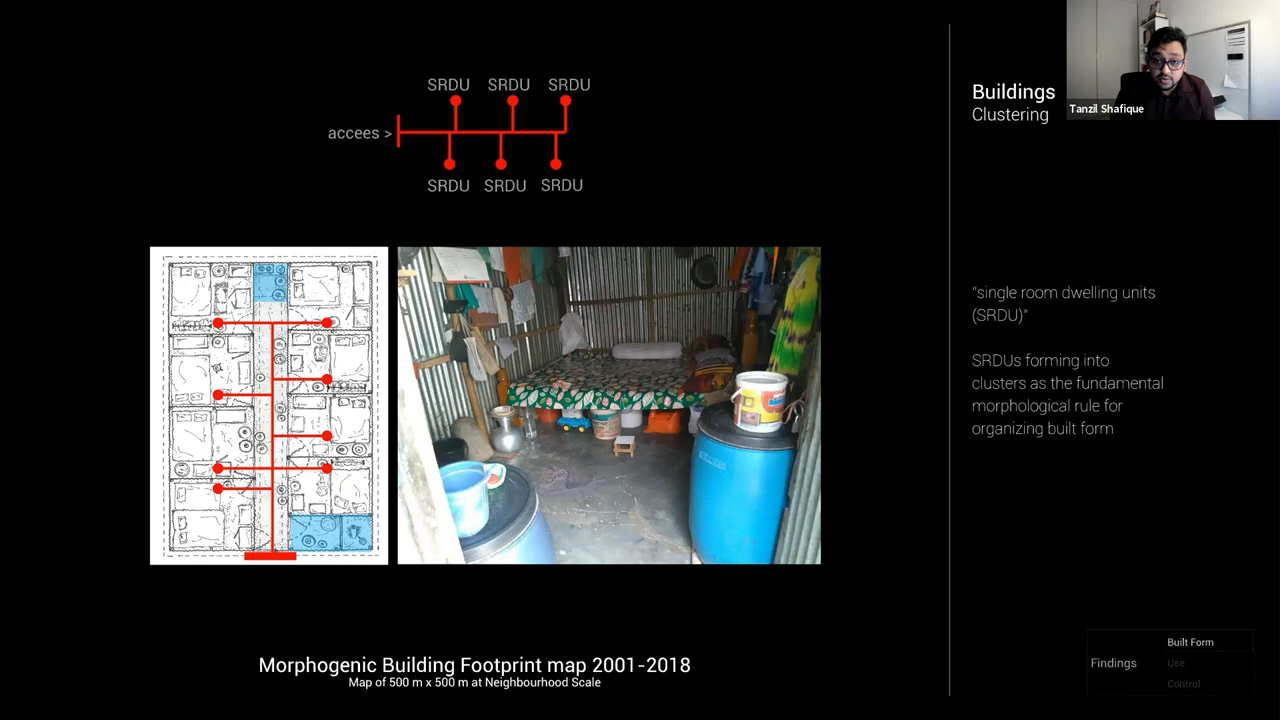 SRDU SRDU SRDU
accees >
SRDU SRDU SRDU
Buildings
Clustering
Tanzil Shafique
"single room dwelling units
(SRDU)"
SRDUs forming into
clusters as the fundamental
morphological rule for
organizing built form
Morphogenic Building Footprint map 2001-2018
Map of 500 m x 500 m at Neighbourhood Scale
Built Form
Findings
Use
Control